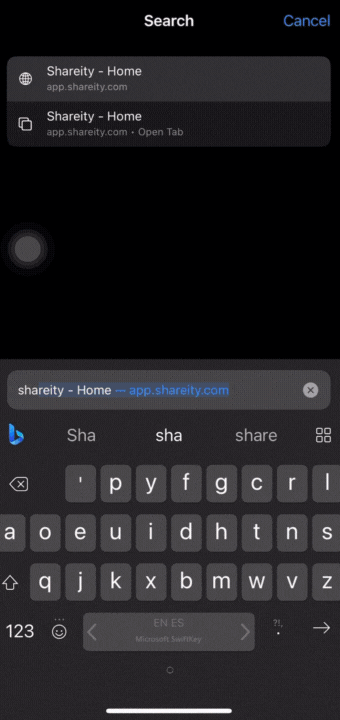 Search
Cancel
Shareity - Home
app.shareity.com
Shareity - Home
app.shareity.com • Open Tab
shareity - Home — app.shareity.com
Sha sha share
' p y f g c r l
a o e u i d h t n s
q j k x b m w v z
123
EN ES
Microsoft SwiftKey
?!,
.